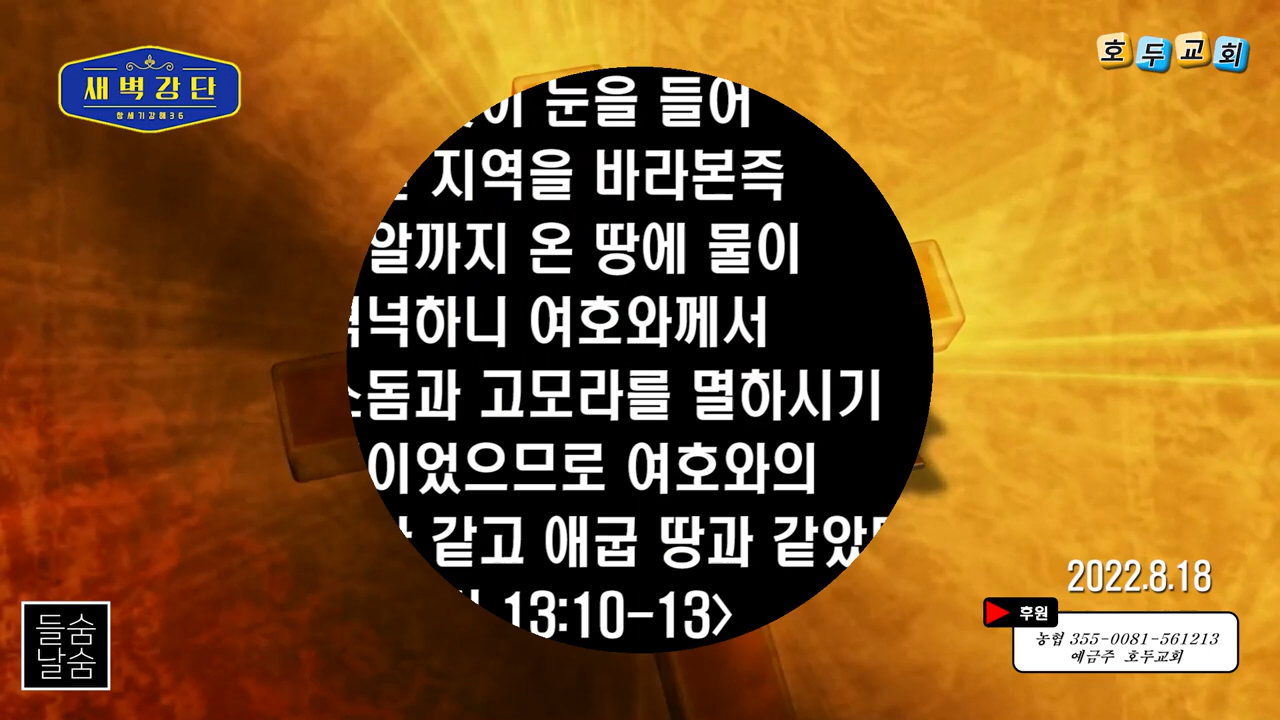 새벽강단
창세기강해36
호두교회
눈을 들어
지역을 바라본즉
알까지 온 땅에 물이
넉하니 여호와께서
돔과 고모라를 멸하시기
이었으므로 여호와의
같고 애굽 땅과 같았
13:10-13>
2022.8.18
후원
농협 355-0081-561213
예금주 호두교회
들숨
날숨